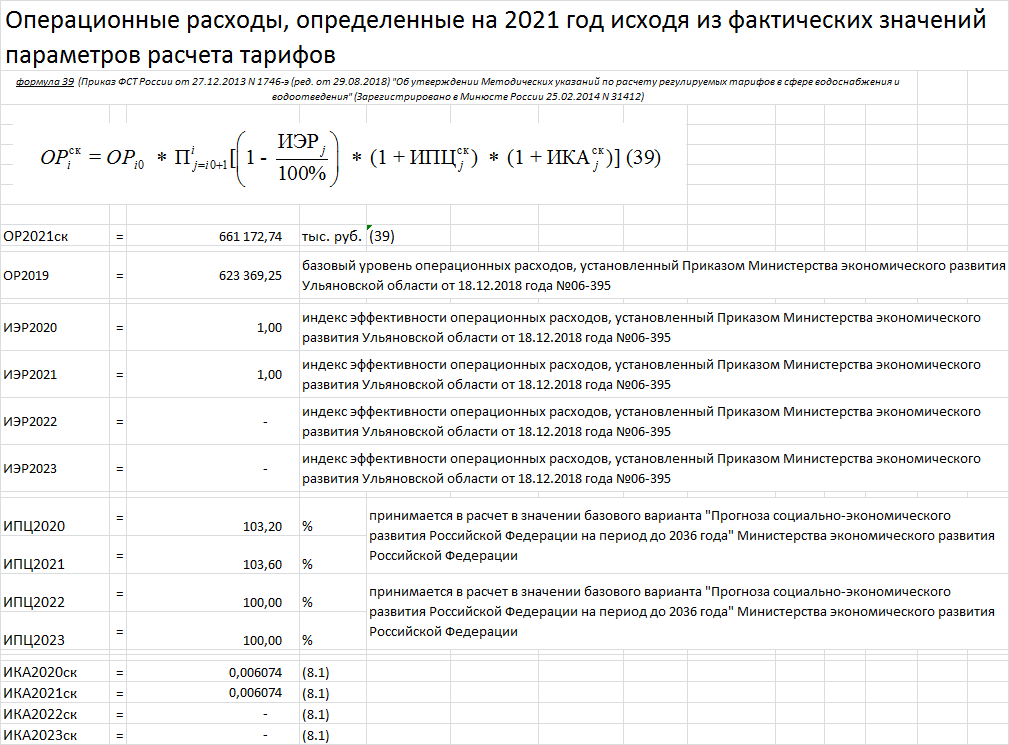 Операционные расходы, определенные на 2021 год исходя из фактических значений
параметров расчета тарифов
формула 39 (Приказ ФСТ России от 27.12.2013 N 1746-э (ред. от 29.08.2018) "Об утверждении Методических указаний по расчету регулируемых тарифов в сфере водоснабжения и
водоотведения" (Зарегистрировано в Минюсте России 25.02.2014 N 31412)
OP_i^ск = OP_i0 * П^i_j=i0+1 [(1 - ИЭР_j / 100%) * (1 + ИПЦ_j^ск) * (1 + ИКА_j^ск)] (39)
ОР2021ск = 661 172,74 тыс. руб. (39)
ОР2019 = 623 369,25 базовый уровень операционных расходов, установленный Приказом Министерства экономического развития
Ульяновской области от 18.12.2018 года №06-395
ИЭР2020 = 1,00 индекс эффективности операционных расходов, установленный Приказом Министерства экономического
развития Ульяновской области от 18.12.2018 года №06-395
ИЭР2021 = 1,00 индекс эффективности операционных расходов, установленный Приказом Министерства экономического
развития Ульяновской области от 18.12.2018 года №06-395
ИЭР2022 = - индекс эффективности операционных расходов, установленный Приказом Министерства экономического
развития Ульяновской области от 18.12.2018 года №06-395
ИЭР2023 = - индекс эффективности операционных расходов, установленный Приказом Министерства экономического
развития Ульяновской области от 18.12.2018 года №06-395
ИПЦ2020 = 103,20 % принимается в расчет в значении базового варианта "Прогноза социально-экономического
развития Российской Федерации на период до 2036 года" Министерства экономического развития
ИПЦ2021 = 103,60 % Российской Федерации
ИПЦ2022 = 100,00 % принимается в расчет в значении базового варианта "Прогноза социально-экономического
развития Российской Федерации на период до 2036 года" Министерства экономического развития
ИПЦ2023 = 100,00 % Российской Федерации
ИКА2020ск = 0,006074 (8.1)
ИКА2021ск = 0,006074 (8.1)
ИКА2022ск = - (8.1)
ИКА2023ск = - (8.1)